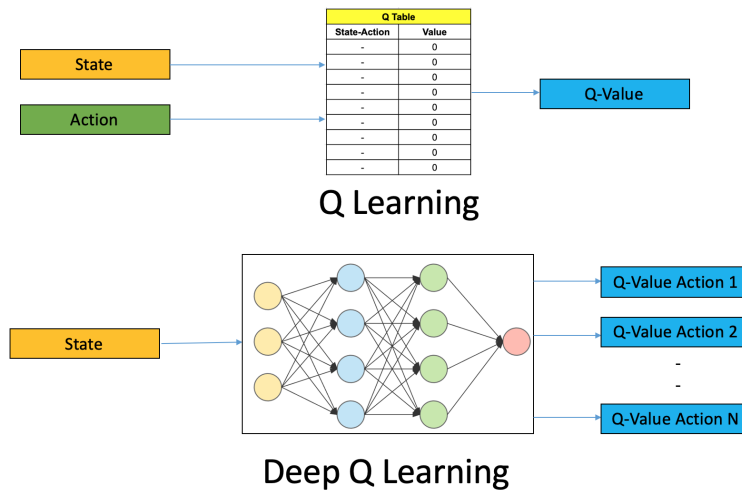 Q Table
State-Action Value
- 0
- 0
- 0
- 0
- 0
- 0
- 0
- 0
- 0
State
Action
Q-Value
Q Learning
State
Q-Value Action 1
Q-Value Action 2
-
-
Q-Value Action N
Deep Q Learning